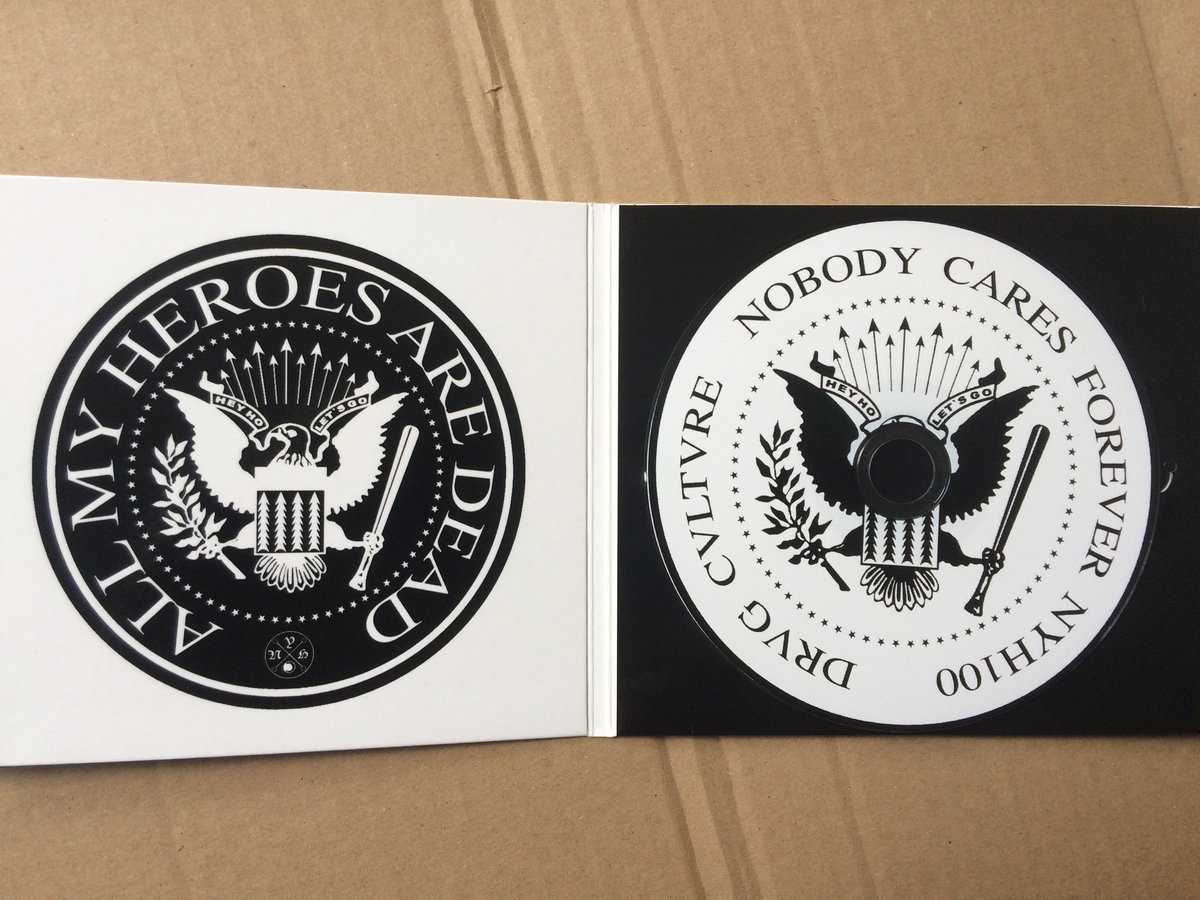 ALL MY HEROES ARE DEAD
HEY HO
LET'S GO
N Y H
DRVG CVLTVRE
NOBODY CARES FOREVER
NYH100
HEY HO
LET'S GO